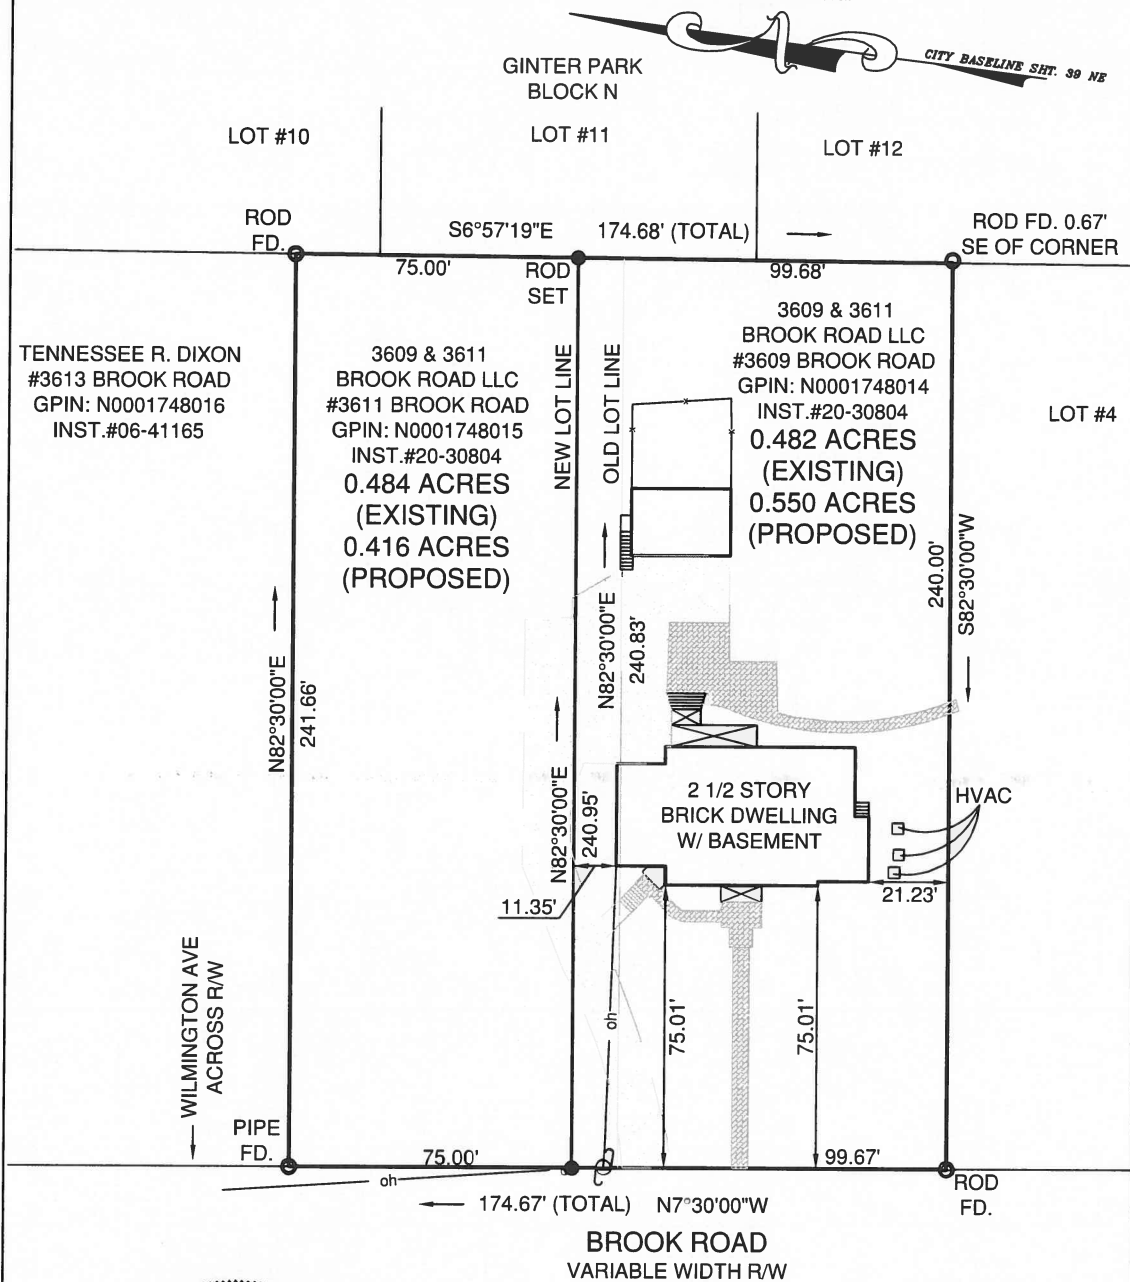 CITY BASELINE SHT. 39 NE
GINTER PARK
BLOCK N
LOT #10
LOT #11
LOT #12
ROD
FD.
S6°57'19"E
174.68' (TOTAL)
ROD FD. 0.67'
SE OF CORNER
75.00'
ROD
SET
99.68'
TENNESSEE R. DIXON
#3613 BROOK ROAD
GPIN: N0001748016
INST.#06-41165
3609 & 3611
BROOK ROAD LLC
#3611 BROOK ROAD
GPIN: N0001748015
INST.#20-30804
0.484 ACRES
(EXISTING)
0.416 ACRES
(PROPOSED)
NEW LOT LINE
OLD LOT LINE
3609 & 3611
BROOK ROAD LLC
#3609 BROOK ROAD
GPIN: N0001748014
INST.#20-30804
0.482 ACRES
(EXISTING)
0.550 ACRES
(PROPOSED)
LOT #4
240.00'
S82°30'00"W
N82°30'00"E
240.83'
N82°30'00"E
241.66'
N82°30'00"E
240.95'
2 1/2 STORY
BRICK DWELLING
W/ BASEMENT
HVAC
21.23'
11.35'
oh
75.01'
75.01'
WILMINGTON AVE
ACROSS R/W
PIPE
FD.
75.00'
99.67'
oh
ROD
FD.
174.67' (TOTAL)
N7°30'00"W
BROOK ROAD
VARIABLE WIDTH R/W